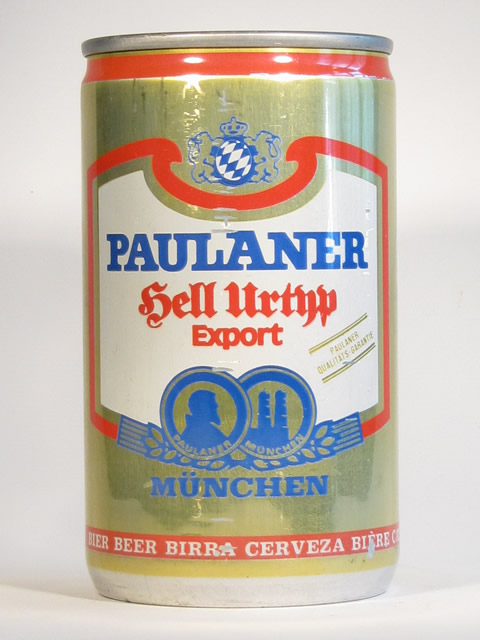 PAULANER
Hell Urtyp
Export
PAULANER
QUALITÄTS-GARANTIE
PAULANER
MÜNCHEN
MÜNCHEN
BIER BEER BIRRA CERVEZA BIÈRE